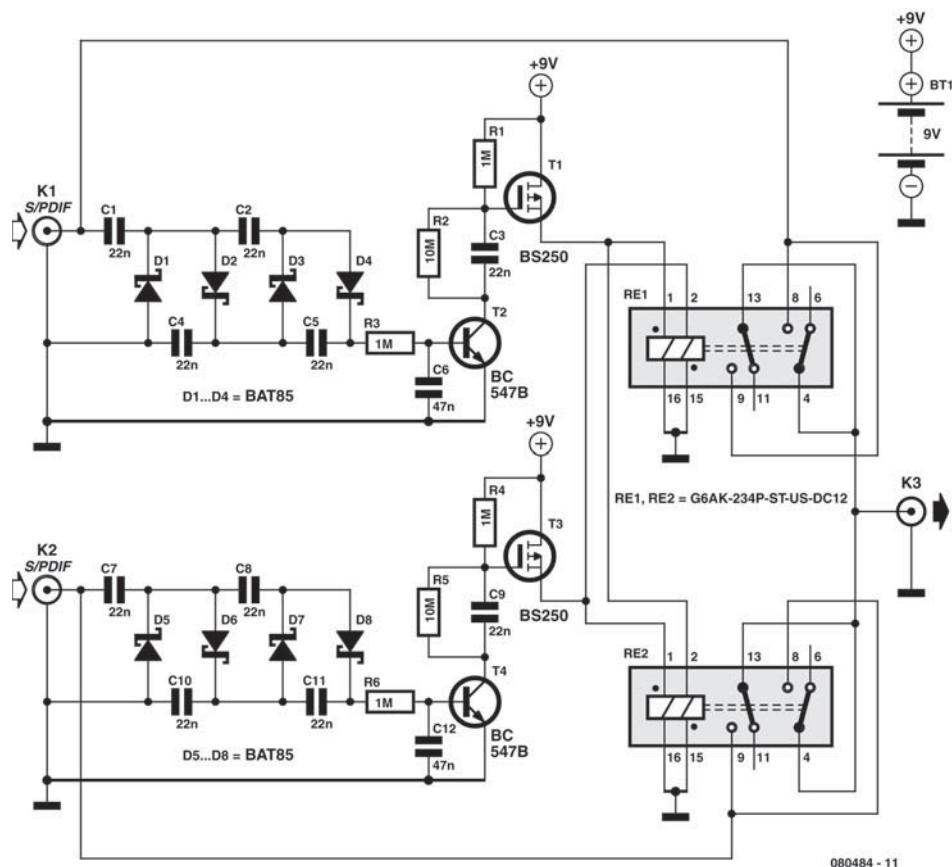 +9V
BT1
9V
+9V
R1
1M
T1
K1
S/PDIF
C1
22n
C2
22n
R2
10M
C3
22n
BS250
D1
D2
D3
D4
C4
22n
C5
22n
R3
1M
T2
C6
47n
BC
547B
D1...D4 = BAT85
RE1
1 2 13 8 6
16 15 9 11 4
+9V
RE1, RE2 = G6AK-234P-ST-US-DC12
K3
R4
1M
T3
K2
S/PDIF
C7
22n
C8
22n
R5
10M
C9
22n
BS250
D5
D6
D7
D8
C10
22n
C11
22n
R6
1M
T4
C12
47n
BC
547B
D5...D8 = BAT85
RE2
1 2 13 8 6
16 15 9 11 4
080484 - 11